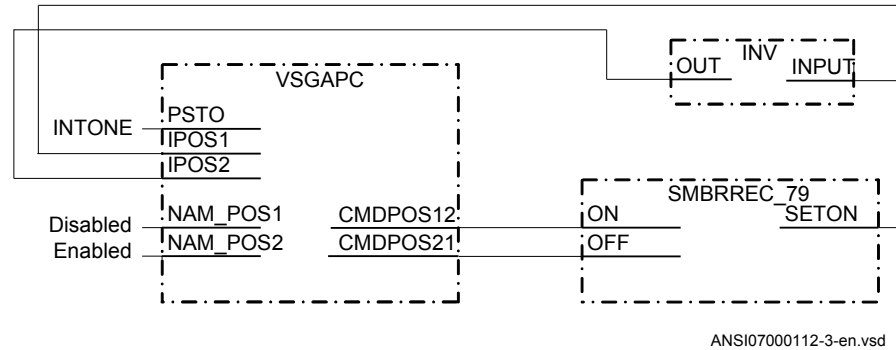 INV
OUT INPUT
VSGAPC
INTONE PSTO
IPOS1
IPOS2
SMBRREC_79
Disabled NAM_POS1 CMDPOS12 ON SETON
Enabled NAM_POS2 CMDPOS21 OFF
ANSI07000112-3-en.vsd